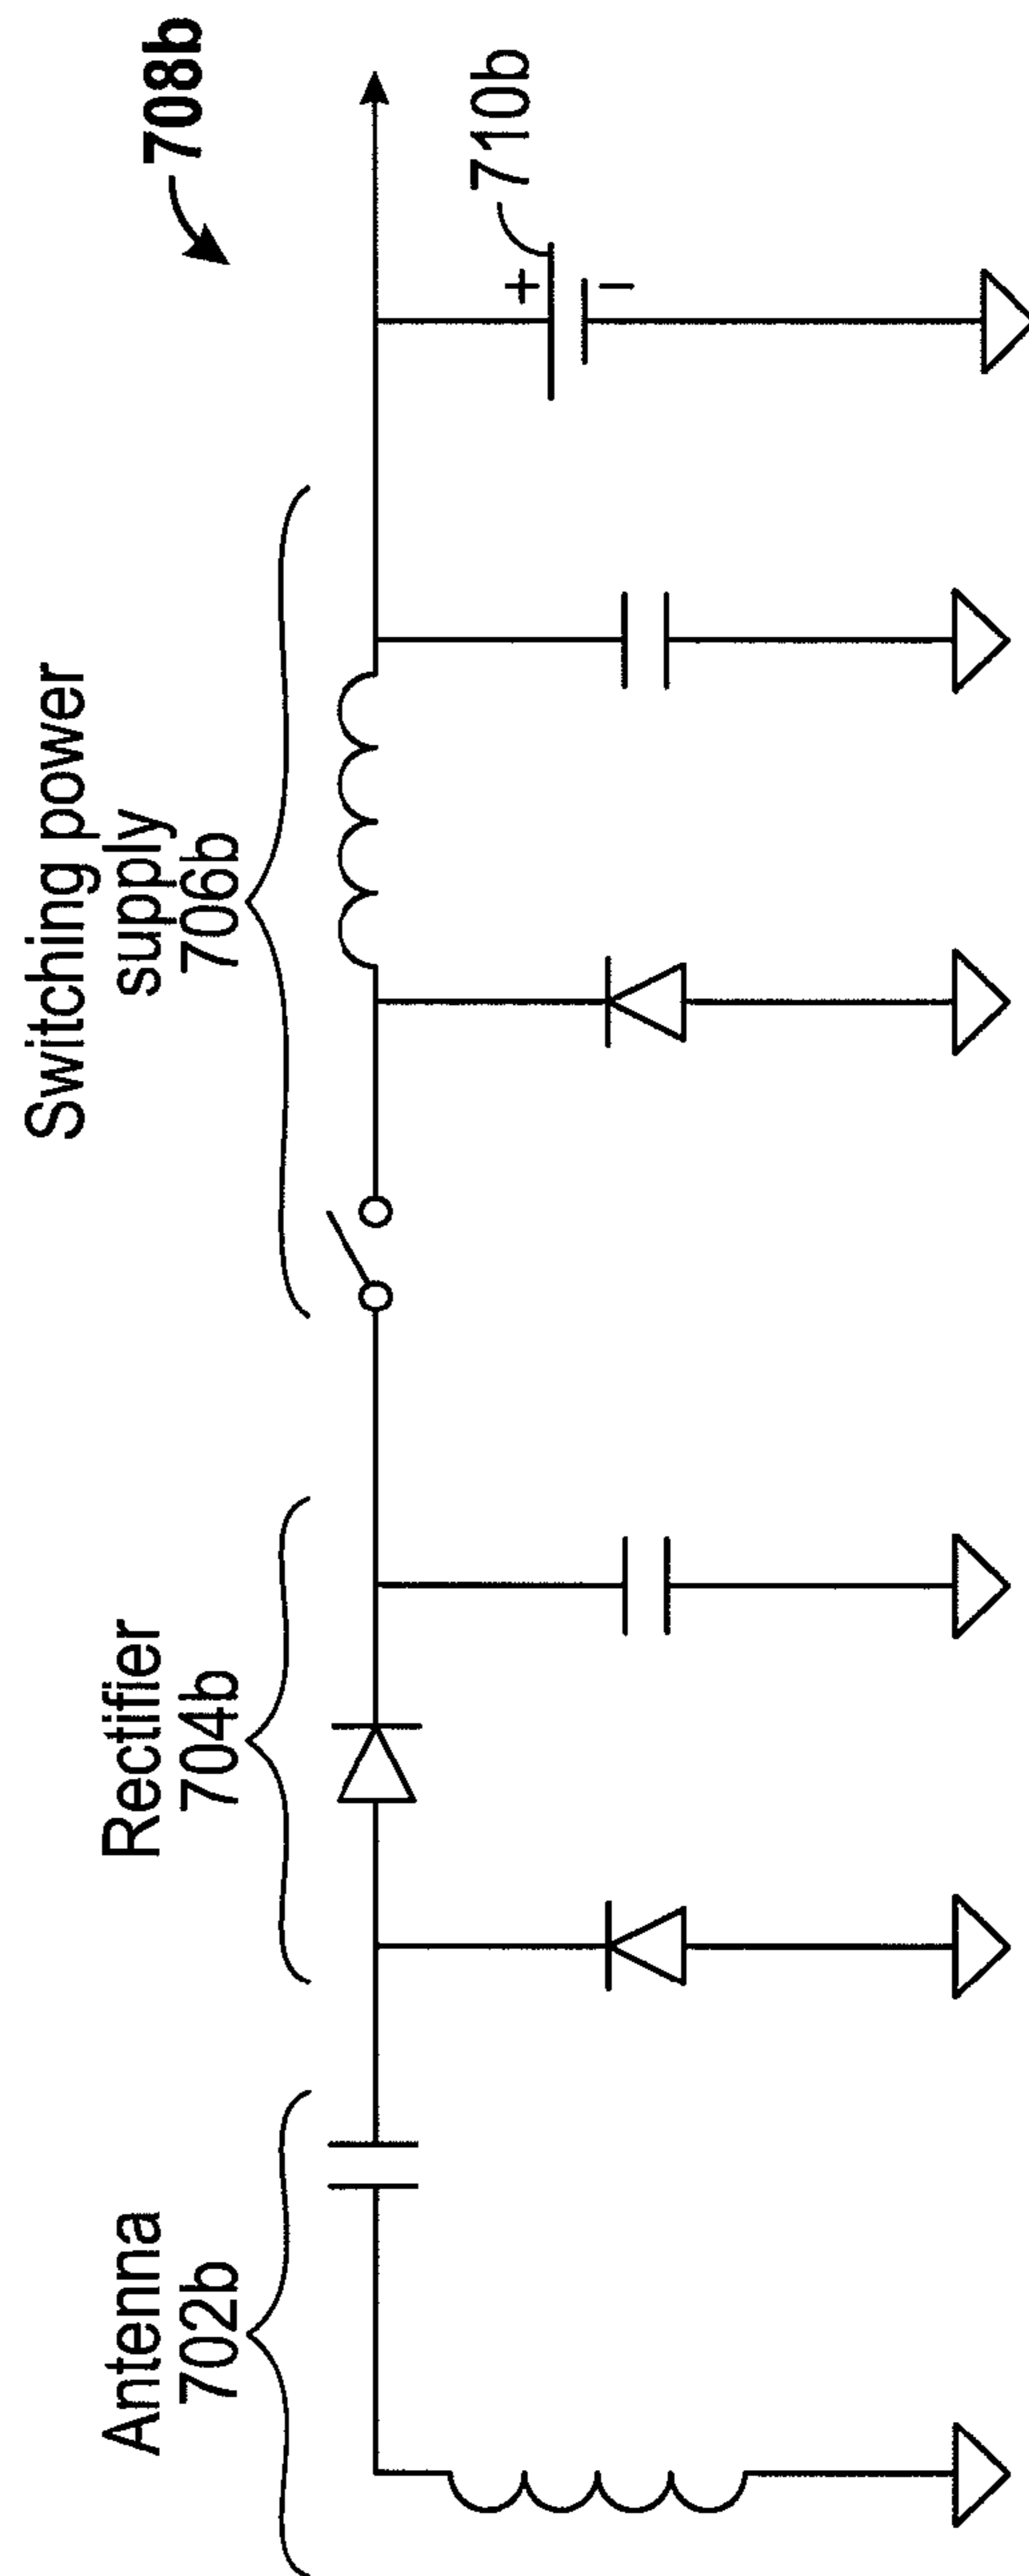 Antenna
702b
Rectifier
704b
Switching power
supply
706b
708b
710b
+
−